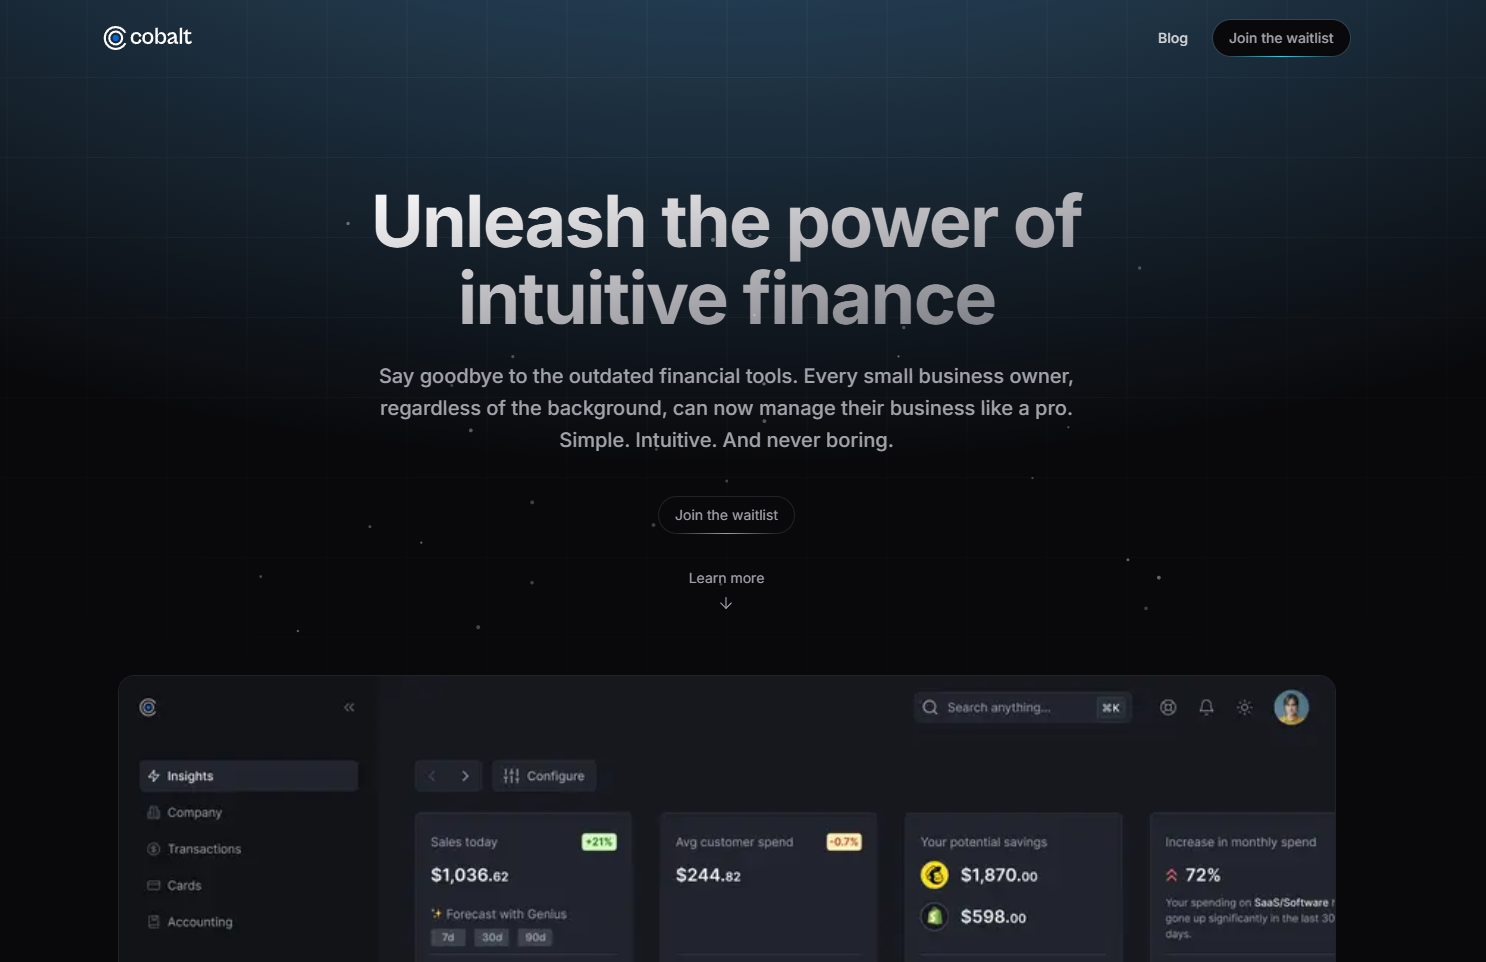 cobalt
Blog
Join the waitlist
Unleash the power of
intuitive finance
Say goodbye to the outdated financial tools. Every small business owner,
regardless of the background, can now manage their business like a pro.
Simple. Intuitive. And never boring.
Join the waitlist
Learn more
Search anything...
⌘K
Insights
Configure
Company
Transactions
Cards
Accounting
Sales today
+21%
$1,036.62
✨ Forecast with Genius
7d
30d
90d
Avg customer spend
-0.7%
$244.82
Your potential savings
$1,870.00
$598.00
Increase in monthly spend
72%
Your spending on SaaS/Software
gone up significantly in the last 30
days.